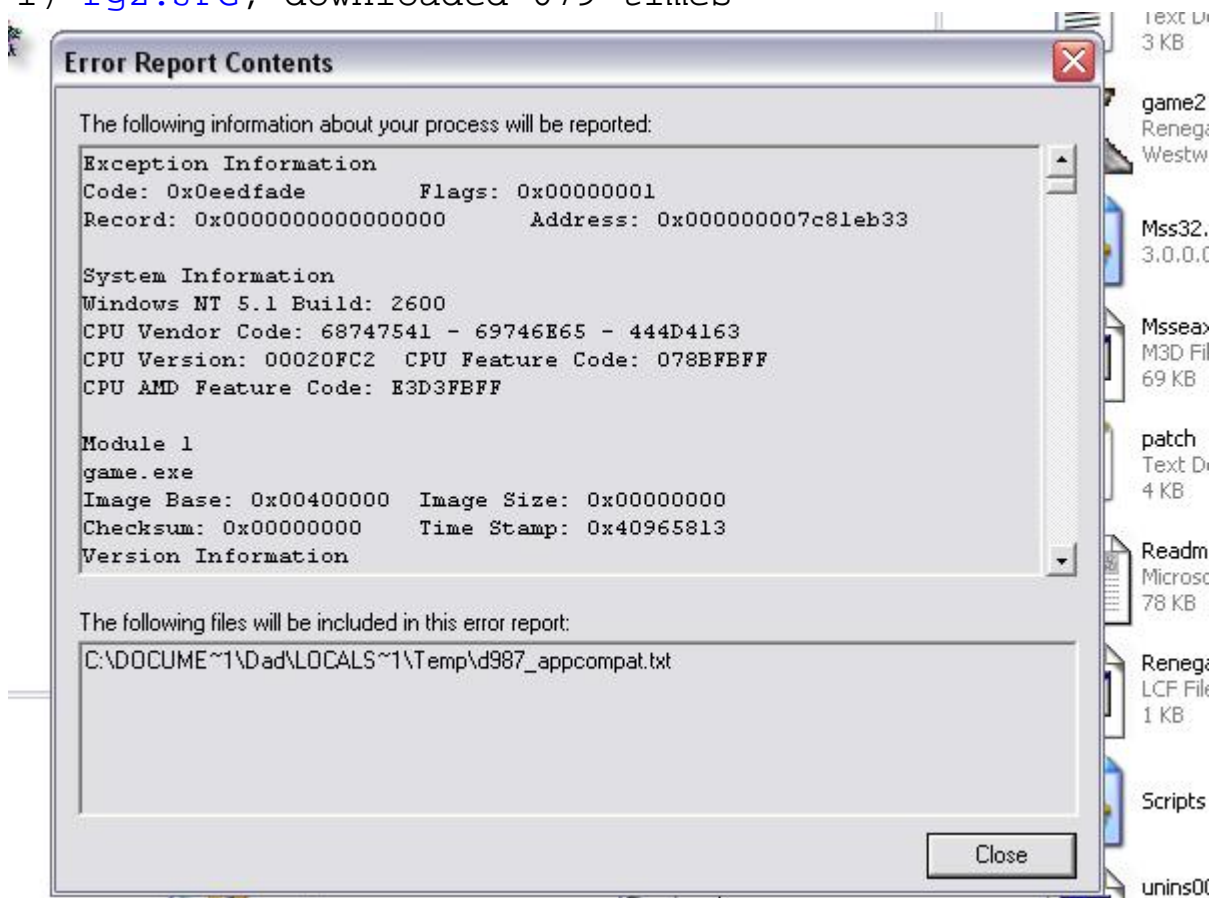 downloaded 679 times
Text D
3 KB
Error Report Contents
The following information about your process will be reported:
Exception Information
Code: 0x0eedfade Flags: 0x00000001
Record: 0x0000000000000000 Address: 0x000000007c81eb33
System Information
Windows NT 5.1 Build: 2600
CPU Vendor Code: 68747541 - 69746E65 - 444D4163
CPU Version: 00020FC2 CPU Feature Code: 078BFBFF
CPU AMD Feature Code: E3D3FBFF
Module 1
game.exe
Image Base: 0x00400000 Image Size: 0x00000000
Checksum: 0x00000000 Time Stamp: 0x40965813
Version Information
The following files will be included in this error report:
C:\DOCUME~1\Dad\LOCALS~1\Temp\d987_appcompat.txt
Close
game2
Renega
Westw
Mss32.
3.0.0.0
Msseax
M3D Fil
69 KB
patch
Text D
4 KB
Readm
Microso
78 KB
Renega
LCF File
1 KB
Scripts
unins00